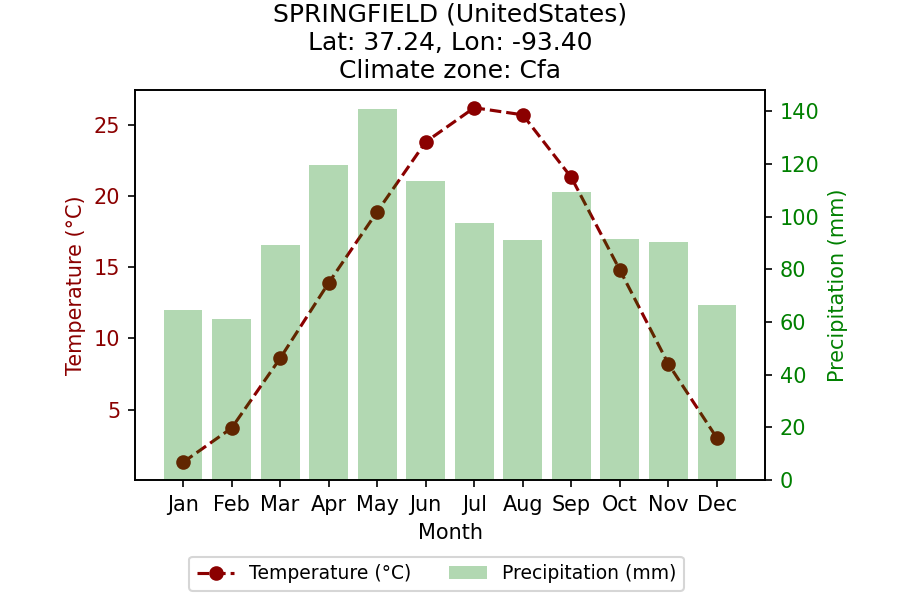 SPRINGFIELD (UnitedStates)
Lat: 37.24, Lon: -93.40
Climate zone: Cfa
25
20
15
10
5
Temperature (°C)
140
120
100
80
60
40
20
0
Precipitation (mm)
Jan Feb Mar Apr May Jun Jul Aug Sep Oct Nov Dec
Month
Temperature (°C) Precipitation (mm)